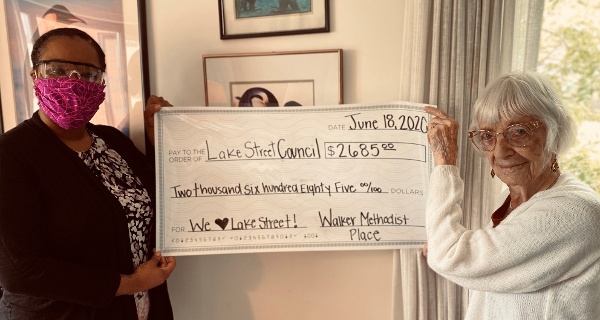 DATE June 18, 2020
PAY TO THE ORDER OF Lake Street Council $2685 00
Two thousand Six hundred Eighty Five 00/100 DOLLARS
FOR We ♥ Lake Street! Walker Methodist Place